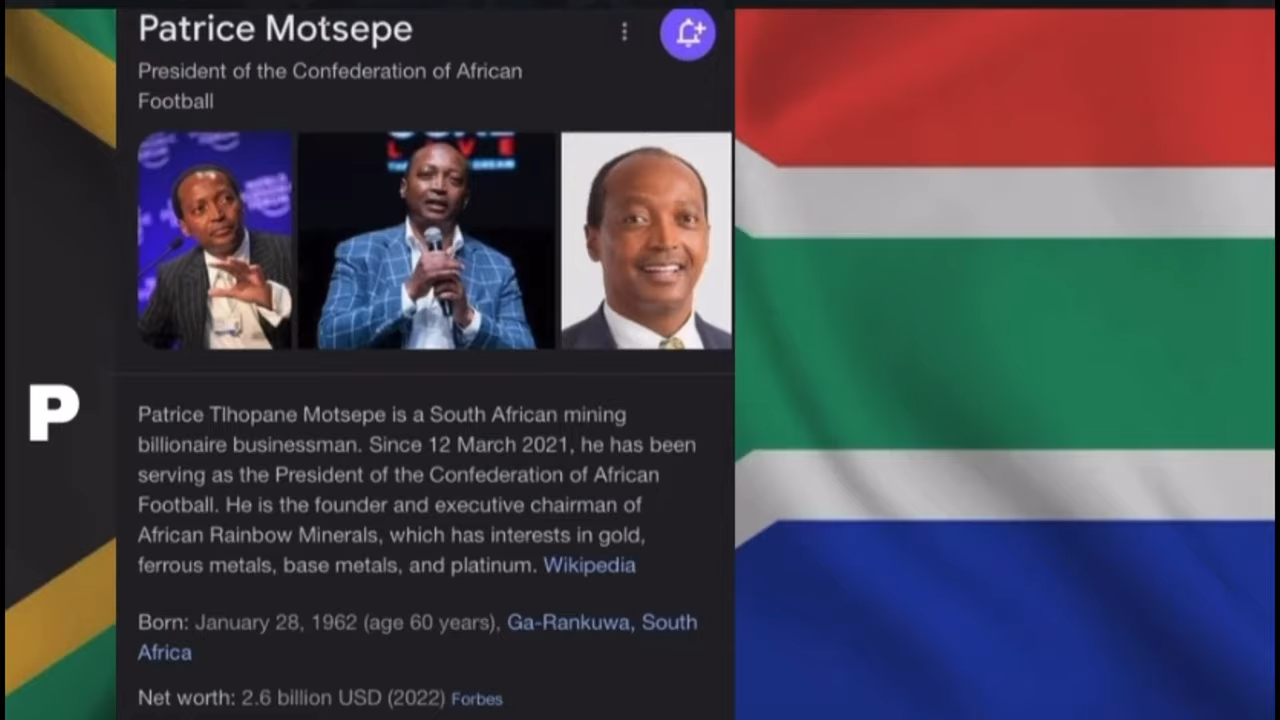 Patrice Motsepe
President of the Confederation of African
Football
WORLD
LIVE
P
Patrice Tlhopane Motsepe is a South African mining
billionaire businessman. Since 12 March 2021, he has been
serving as the President of the Confederation of African
Football. He is the founder and executive chairman of
African Rainbow Minerals, which has interests in gold,
ferrous metals, base metals, and platinum. Wikipedia
Born: January 28, 1962 (age 60 years), Ga-Rankuwa, South
Africa
Net worth: 2.6 billion USD (2022) Forbes